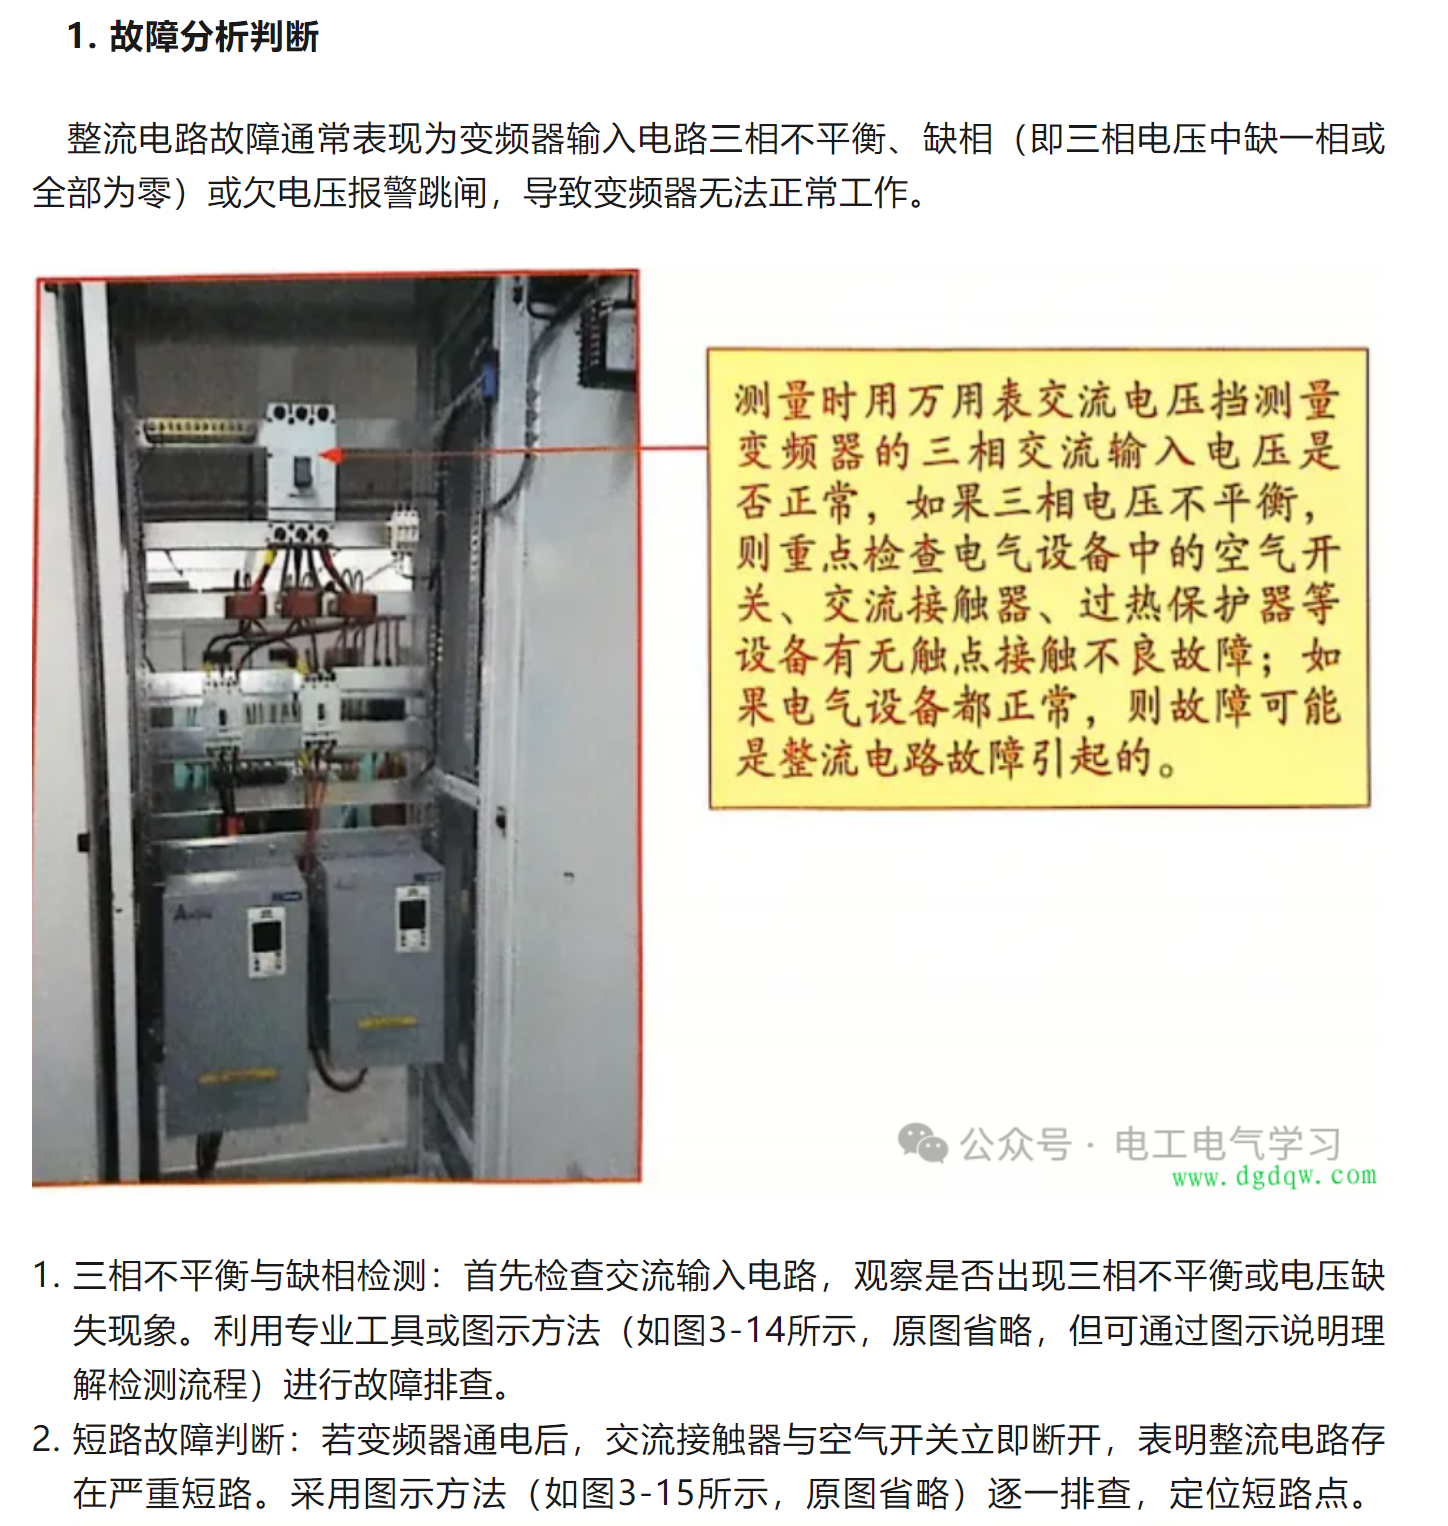 1. 故障分析判断
整流电路故障通常表现为变频器输入电路三相不平衡、缺相（即三相电压中缺一相或
全部为零）或欠电压报警跳闸，导致变频器无法正常工作。
测量时用万用表交流电压挡测量
变频器的三相交流输入电压是
否正常，如果三相电压不平衡，
则重点检查电气设备中的空气开
关、交流接触器、过热保护器等
设备有无触点接触不良故障；如
果电气设备都正常，则故障可能
是整流电路故障引起的。
公众号 · 电工电气学习
www.dgdqw.com
1. 三相不平衡与缺相检测：首先检查交流输入电路，观察是否出现三相不平衡或电压缺
失现象。利用专业工具或图示方法（如图3-14所示，原图省略，但可通过图示说明理
解检测流程）进行故障排查。
2. 短路故障判断：若变频器通电后，交流接触器与空气开关立即断开，表明整流电路存
在严重短路。采用图示方法（如图3-15所示，原图省略）逐一排查，定位短路点。